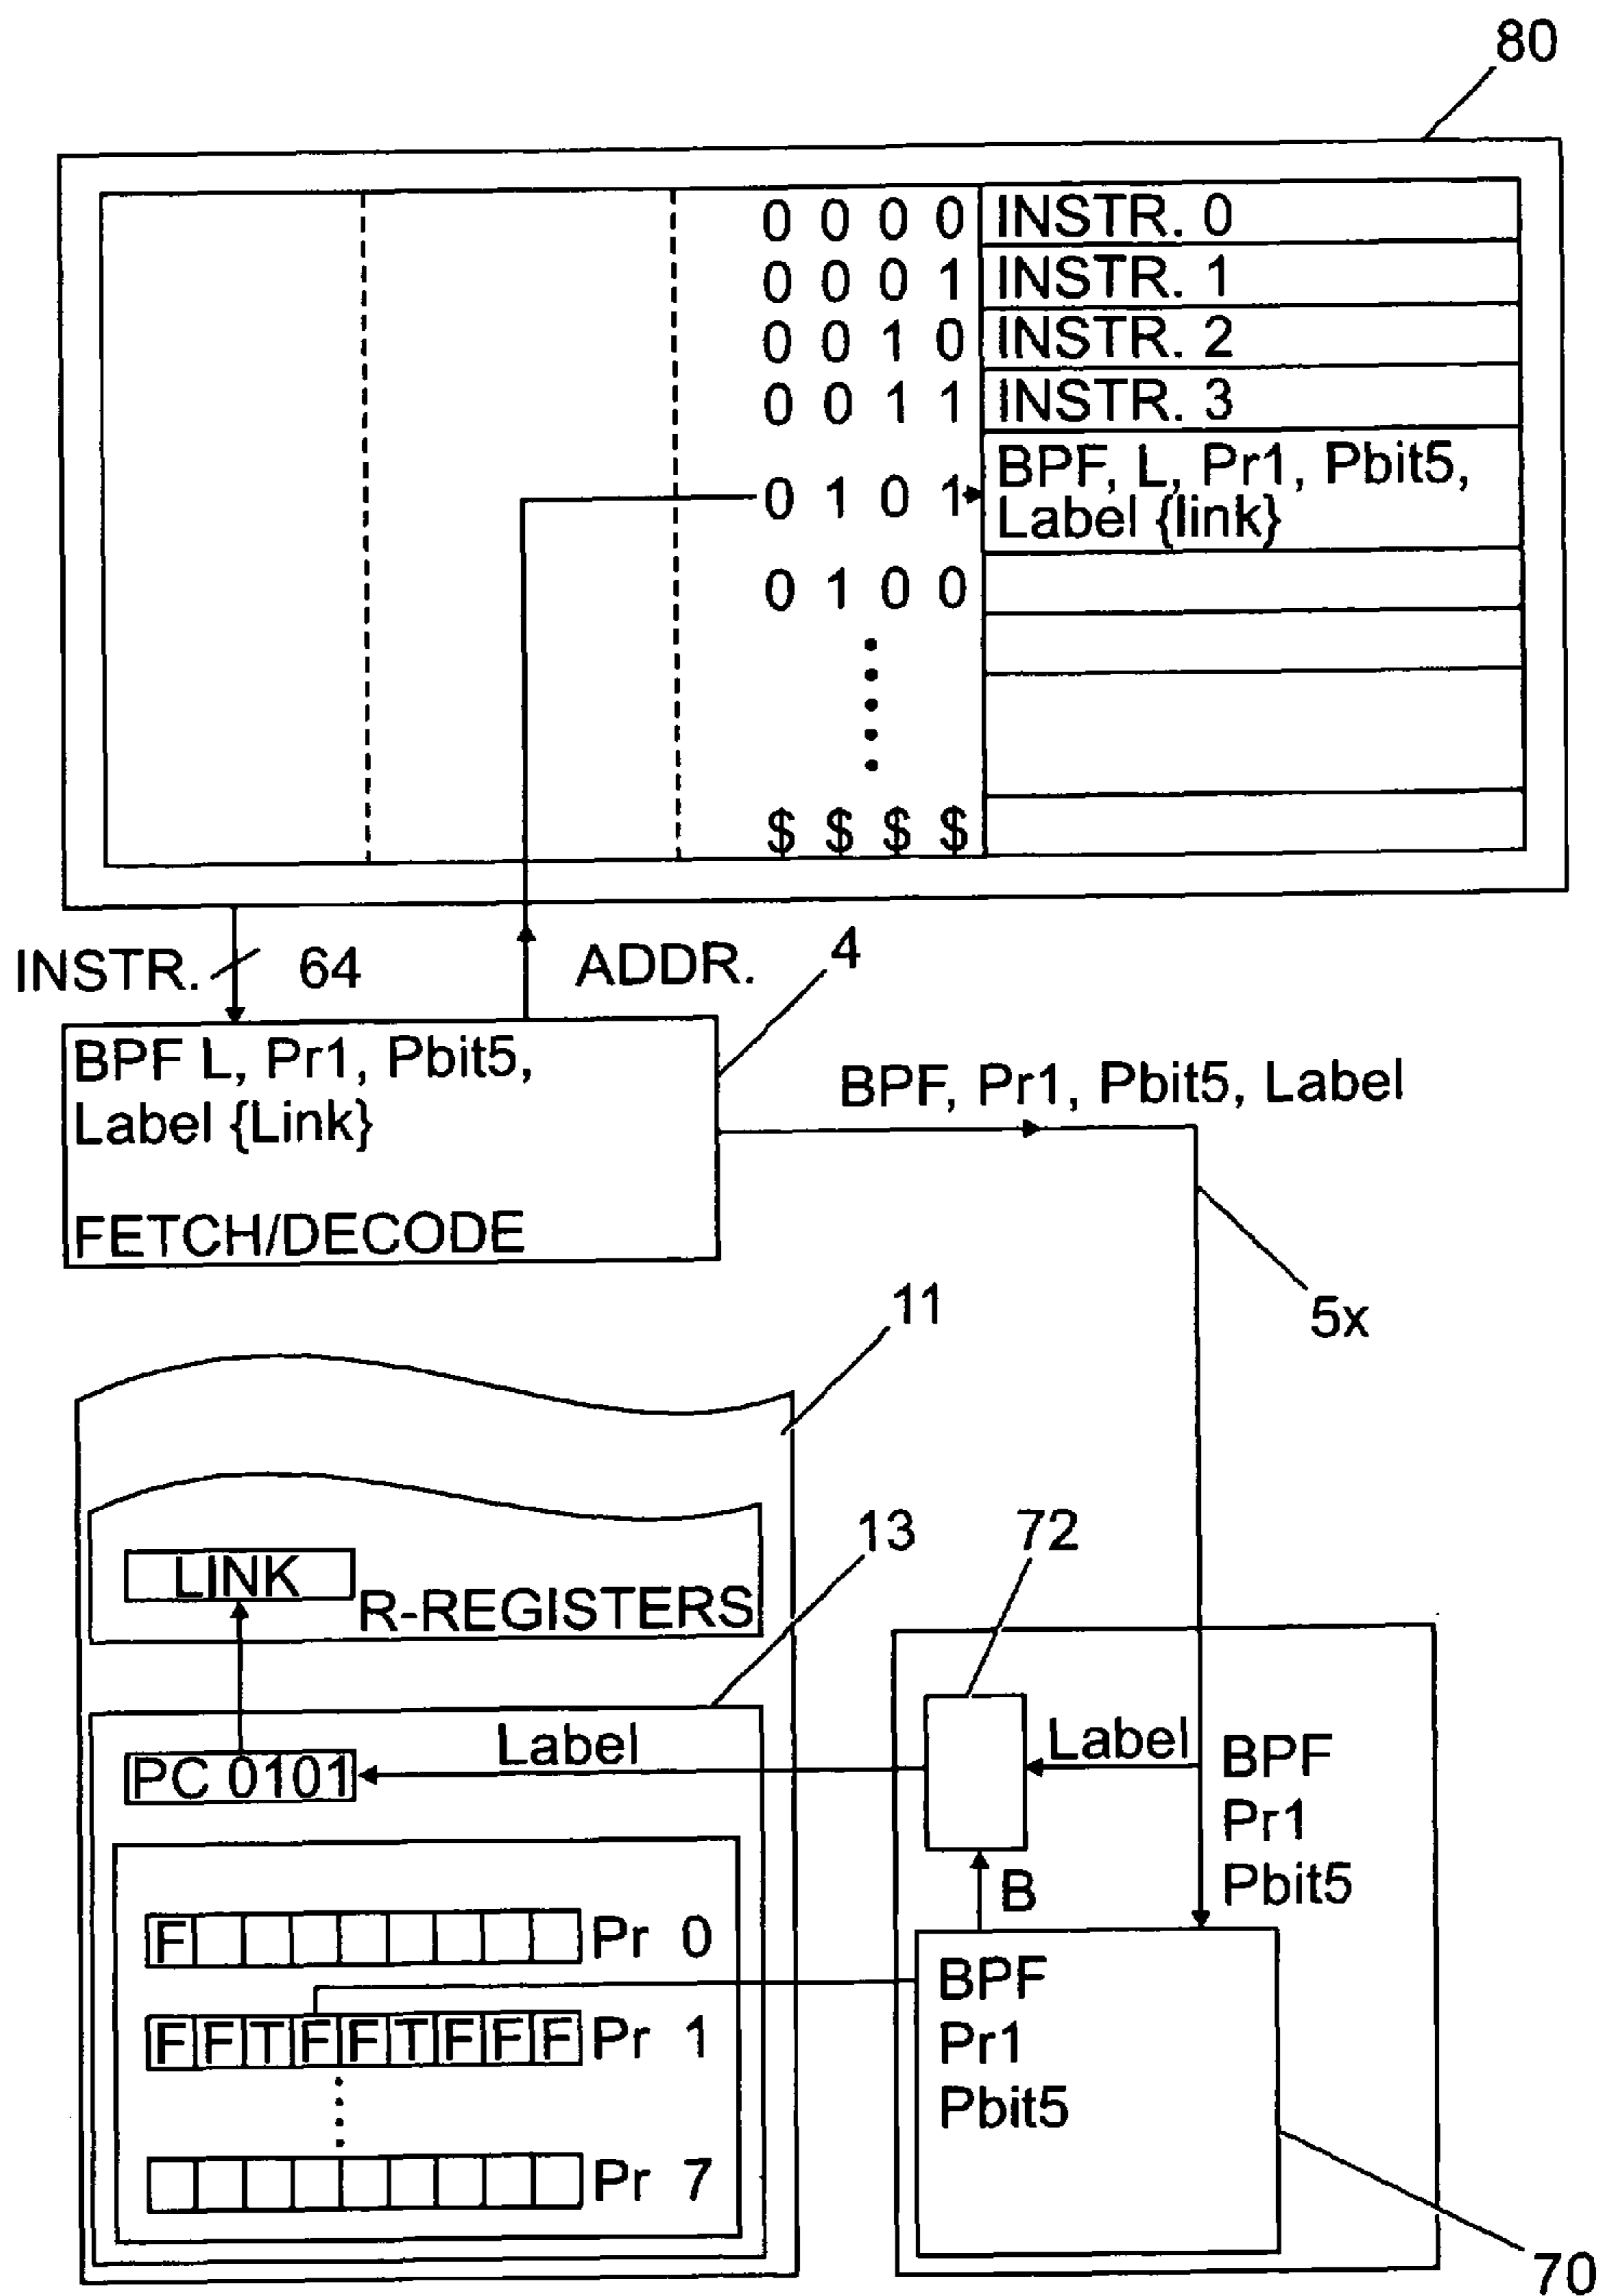 80
0 0 0 0 INSTR. 0
0 0 0 1 INSTR. 1
0 0 1 0 INSTR. 2
0 0 1 1 INSTR. 3
0 1 0 1 BPF, L, Pr1, Pbit5,
Label {link}
0 1 0 0
$ $ $ $
INSTR. 64 ADDR. 4
BPF L, Pr1, Pbit5,
Label {Link}
FETCH/DECODE
BPF, Pr1, Pbit5, Label
5x
11
LINK
R-REGISTERS
13
72
PC 0101
Label
Label
BPF
Pr1
Pbit5
B
F Pr 0
F F T F F T F F F Pr 1
Pr 7
BPF
Pr1
Pbit5
70